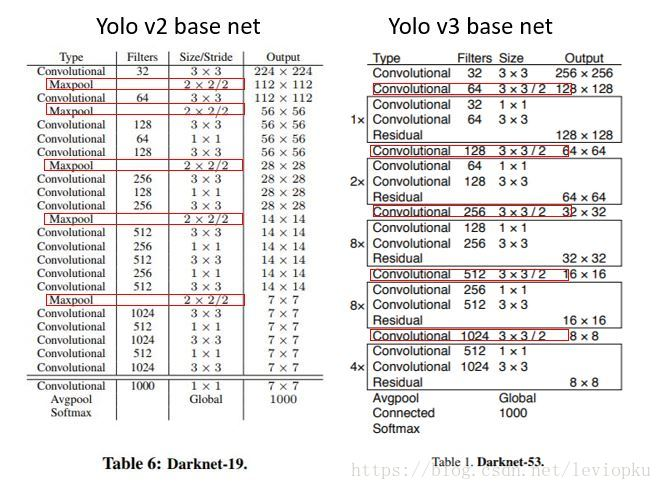 Yolo v2 base net
Type Filters Size/Stride Output
Convolutional 32 3 × 3 224 × 224
Maxpool 2 × 2/2 112 × 112
Convolutional 64 3 × 3 112 × 112
Maxpool 2 × 2/2 56 × 56
Convolutional 128 3 × 3 56 × 56
Convolutional 64 1 × 1 56 × 56
Convolutional 128 3 × 3 56 × 56
Maxpool 2 × 2/2 28 × 28
Convolutional 256 3 × 3 28 × 28
Convolutional 128 1 × 1 28 × 28
Convolutional 256 3 × 3 28 × 28
Maxpool 2 × 2/2 14 × 14
Convolutional 512 3 × 3 14 × 14
Convolutional 256 1 × 1 14 × 14
Convolutional 512 3 × 3 14 × 14
Convolutional 256 1 × 1 14 × 14
Convolutional 512 3 × 3 14 × 14
Maxpool 2 × 2/2 7 × 7
Convolutional 1024 3 × 3 7 × 7
Convolutional 512 1 × 1 7 × 7
Convolutional 1024 3 × 3 7 × 7
Convolutional 512 1 × 1 7 × 7
Convolutional 1024 3 × 3 7 × 7
Convolutional 1000 1 × 1 7 × 7
Avgpool Global 1000
Softmax
Table 6: Darknet-19.
Yolo v3 base net
Type Filters Size Output
Convolutional 32 3 × 3 256 × 256
Convolutional 64 3 × 3 / 2 128 × 128
Convolutional 32 1 × 1
1× Convolutional 64 3 × 3
Residual 128 × 128
Convolutional 128 3 × 3 / 2 64 × 64
Convolutional 64 1 × 1
2× Convolutional 128 3 × 3
Residual 64 × 64
Convolutional 256 3 × 3 / 2 32 × 32
Convolutional 128 1 × 1
8× Convolutional 256 3 × 3
Residual 32 × 32
Convolutional 512 3 × 3 / 2 16 × 16
Convolutional 256 1 × 1
8× Convolutional 512 3 × 3
Residual 16 × 16
Convolutional 1024 3 × 3 / 2 8 × 8
Convolutional 512 1 × 1
4× Convolutional 1024 3 × 3
Residual 8 × 8
Avgpool Global
Connected 1000
Softmax
Table 1. Darknet-53.
https://blog.csdn.net/leviopku